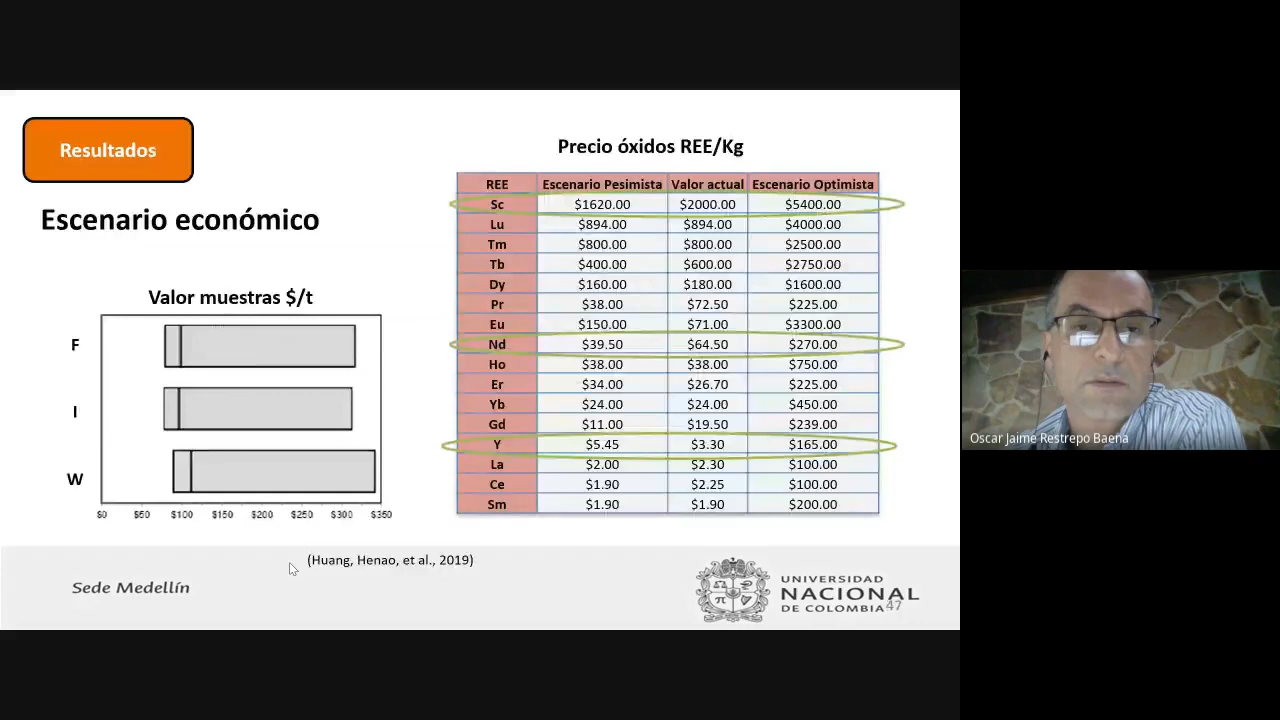 Resultados
Escenario económico
Valor muestras $/t
F
I
W
$0 $50 $100 $150 $200 $250 $300 $350
Precio óxidos REE/Kg
REE Escenario Pesimista Valor actual Escenario Optimista
Sc $1620.00 $2000.00 $5400.00
Lu $894.00 $894.00 $4000.00
Tm $800.00 $800.00 $2500.00
Tb $400.00 $600.00 $2750.00
Dy $160.00 $180.00 $1600.00
Pr $38.00 $72.50 $225.00
Eu $150.00 $71.00 $3300.00
Nd $39.50 $64.50 $270.00
Ho $38.00 $38.00 $750.00
Er $34.00 $26.70 $225.00
Yb $24.00 $24.00 $450.00
Gd $11.00 $19.50 $239.00
Y $5.45 $3.30 $165.00
La $2.00 $2.30 $100.00
Ce $1.90 $2.25 $100.00
Sm $1.90 $1.90 $200.00
(Huang, Henao, et al., 2019)
Sede Medellín
UNIVERSIDAD
NACIONAL
DE COLOMBIA
47
Oscar Jaime Restrepo Baena